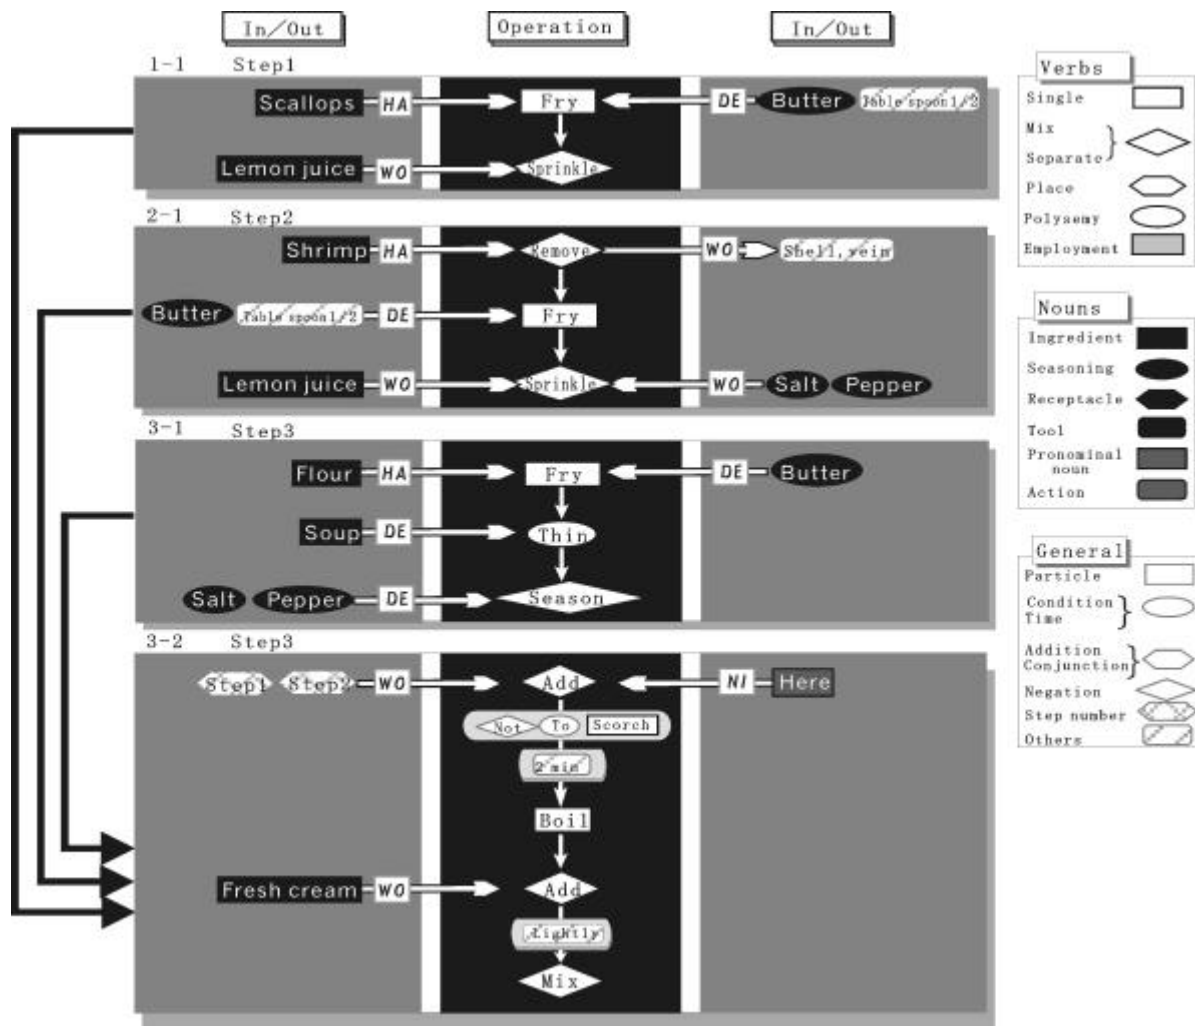 In/Out Operation In/Out
1-1 Step1
Scallops HA Fry DE Butter Table spoon1/2
Lemon juice WO Sprinkle
2-1 Step2
Shrimp HA Remove WO Shell, vein
Butter Table spoon1/2 DE Fry
Lemon juice WO Sprinkle WO Salt Pepper
3-1 Step3
Flour HA Fry DE Butter
Soup DE Thin
Salt Pepper DE Season
3-2 Step3
Step1 Step2 WO Add NI Here
Not To Scorch
2 min
Boil
Fresh cream WO Add
Lightly
Mix
Verbs
Single
Mix
Separate
Place
Polysemy
Employment
Nouns
Ingredient
Seasoning
Receptacle
Tool
Pronominal
noun
Action
General
Particle
Condition
Time
Addition
Conjunction
Negation
Step number
Others